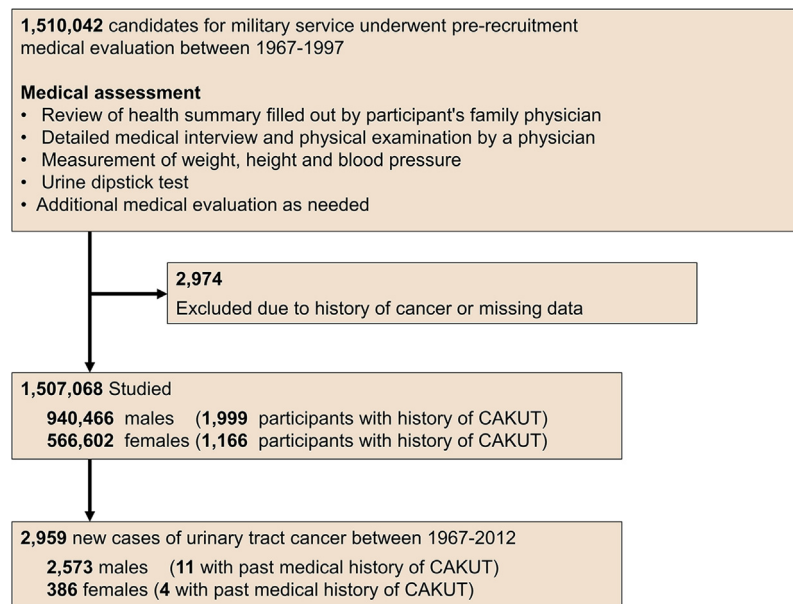 1,510,042 candidates for military service underwent pre-recruitment
medical evaluation between 1967-1997
Medical assessment
• Review of health summary filled out by participant's family physician
• Detailed medical interview and physical examination by a physician
• Measurement of weight, height and blood pressure
• Urine dipstick test
• Additional medical evaluation as needed
2,974
Excluded due to history of cancer or missing data
1,507,068 Studied
940,466 males (1,999 participants with history of CAKUT)
566,602 females (1,166 participants with history of CAKUT)
2,959 new cases of urinary tract cancer between 1967-2012
2,573 males (11 with past medical history of CAKUT)
386 females (4 with past medical history of CAKUT)